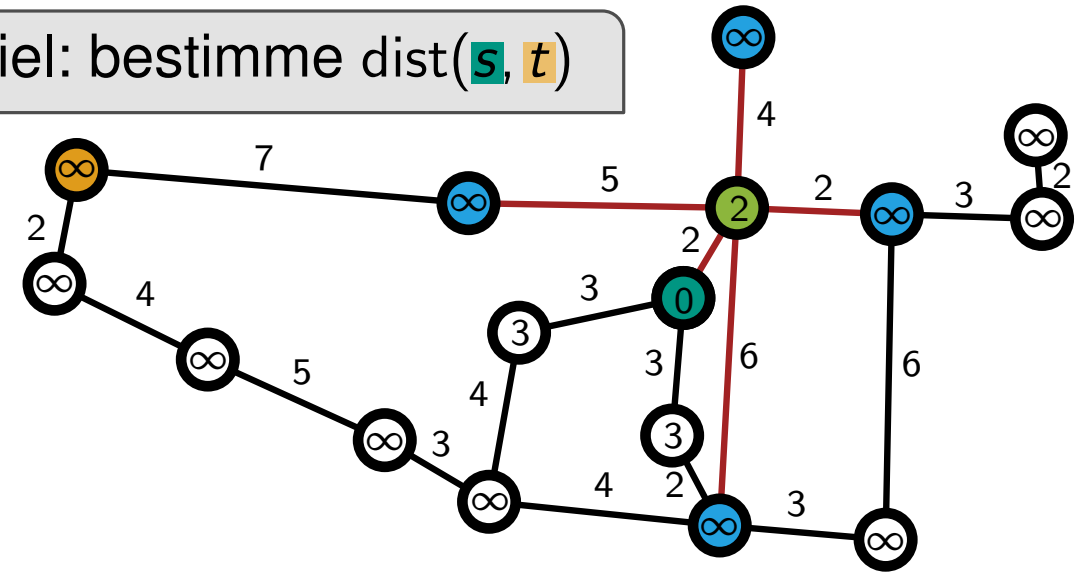 iel: bestimme dist(s, t)
∞
4
∞
∞ 7 ∞ 5 2 2 ∞ 3 ∞ 2
2 2
∞ 4 3 0
3
∞ 5 4 3 6 6
∞ 3 3
∞ 4 2 ∞ 3 ∞